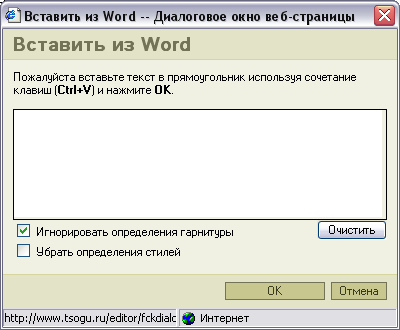 Вставить из Word -- Диалоговое окно веб-страницы
Вставить из Word
Пожалуйста вставьте текст в прямоугольник используя сочетание
клавиш (Ctrl+V) и нажмите OK.
Игнорировать определения гарнитуры
Очистить
Убрать определения стилей
OK
Отмена
http://www.tsogu.ru/editor/fckdialc
Интернет